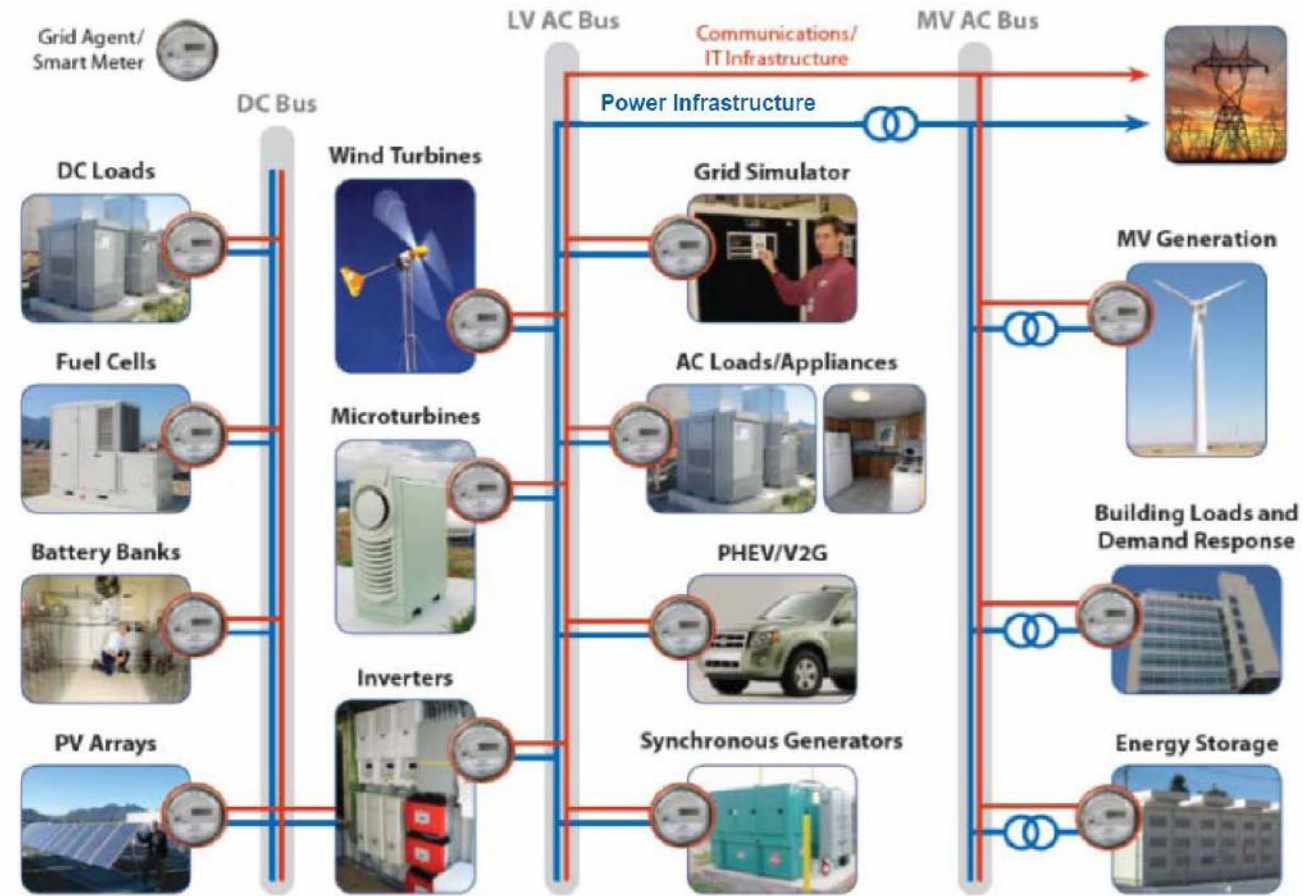 LV AC Bus
MV AC Bus
Grid Agent/
Smart Meter
Communications/
IT Infrastructure
DC Bus
Power Infrastructure
DC Loads
Wind Turbines
Grid Simulator
MV Generation
Fuel Cells
Microturbines
AC Loads/Appliances
Battery Banks
PHEV/V2G
Building Loads and
Demand Response
PV Arrays
Inverters
Synchronous Generators
Energy Storage